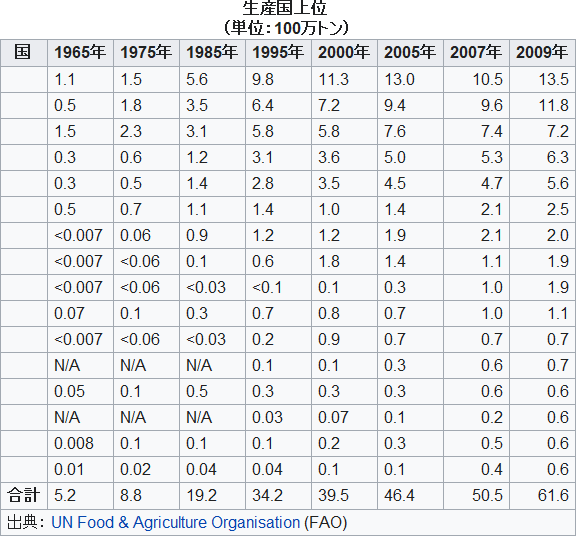 生産国上位
(単位：100万トン)
国 1965年 1975年 1985年 1995年 2000年 2005年 2007年 2009年
1.1 1.5 5.6 9.8 11.3 13.0 10.5 13.5
0.5 1.8 3.5 6.4 7.2 9.4 9.6 11.8
1.5 2.3 3.1 5.8 5.8 7.6 7.4 7.2
0.3 0.6 1.2 3.1 3.6 5.0 5.3 6.3
0.3 0.5 1.4 2.8 3.5 4.5 4.7 5.6
0.5 0.7 1.1 1.4 1.0 1.4 2.1 2.5
<0.007 0.06 0.9 1.2 1.2 1.9 2.1 2.0
<0.007 <0.06 0.1 0.6 1.8 1.4 1.1 1.9
<0.007 <0.06 <0.03 <0.1 0.1 0.3 1.0 1.9
0.07 0.1 0.3 0.7 0.8 0.7 1.0 1.1
<0.007 <0.06 <0.03 0.2 0.9 0.7 0.7 0.7
N/A N/A N/A 0.1 0.1 0.3 0.6 0.7
0.05 0.1 0.5 0.3 0.3 0.3 0.6 0.6
N/A N/A N/A 0.03 0.07 0.1 0.2 0.6
0.008 0.1 0.1 0.1 0.2 0.3 0.5 0.6
0.01 0.02 0.04 0.04 0.1 0.1 0.4 0.6
合計 5.2 8.8 19.2 34.2 39.5 46.4 50.5 61.6
出典： UN Food & Agriculture Organisation (FAO)